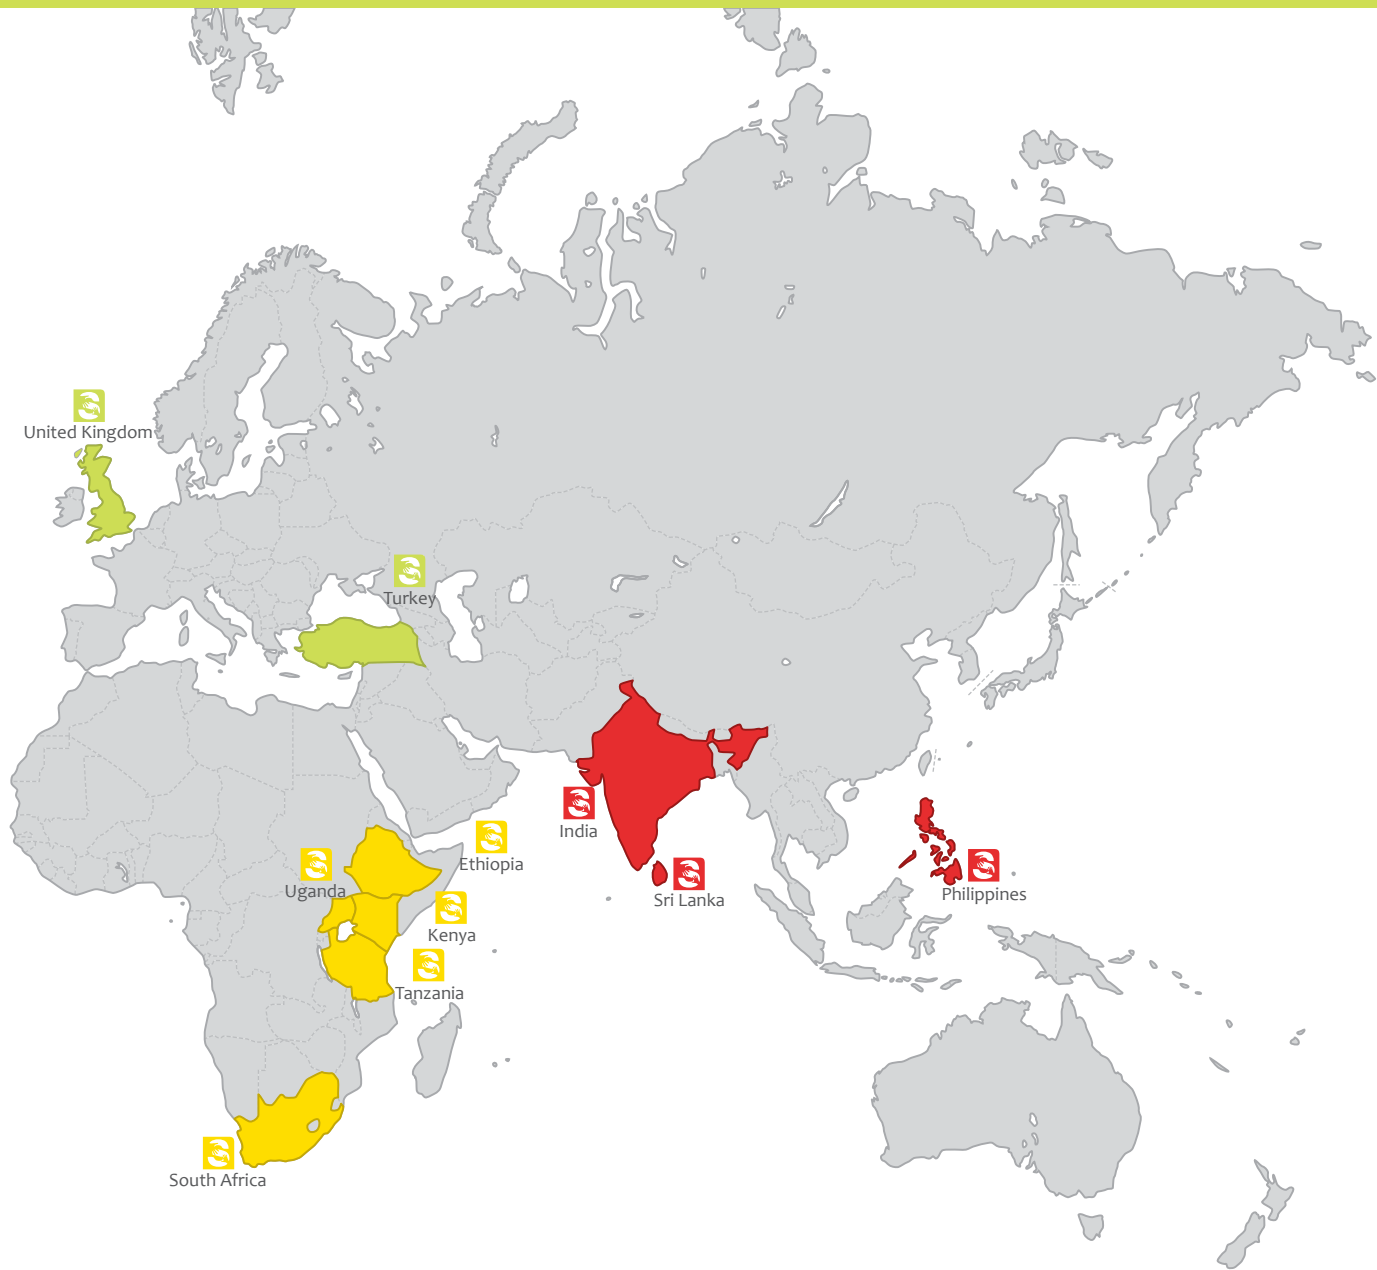 United Kingdom
Turkey
India
Ethiopia
Uganda
Sri Lanka
Philippines
Kenya
Tanzania
South Africa